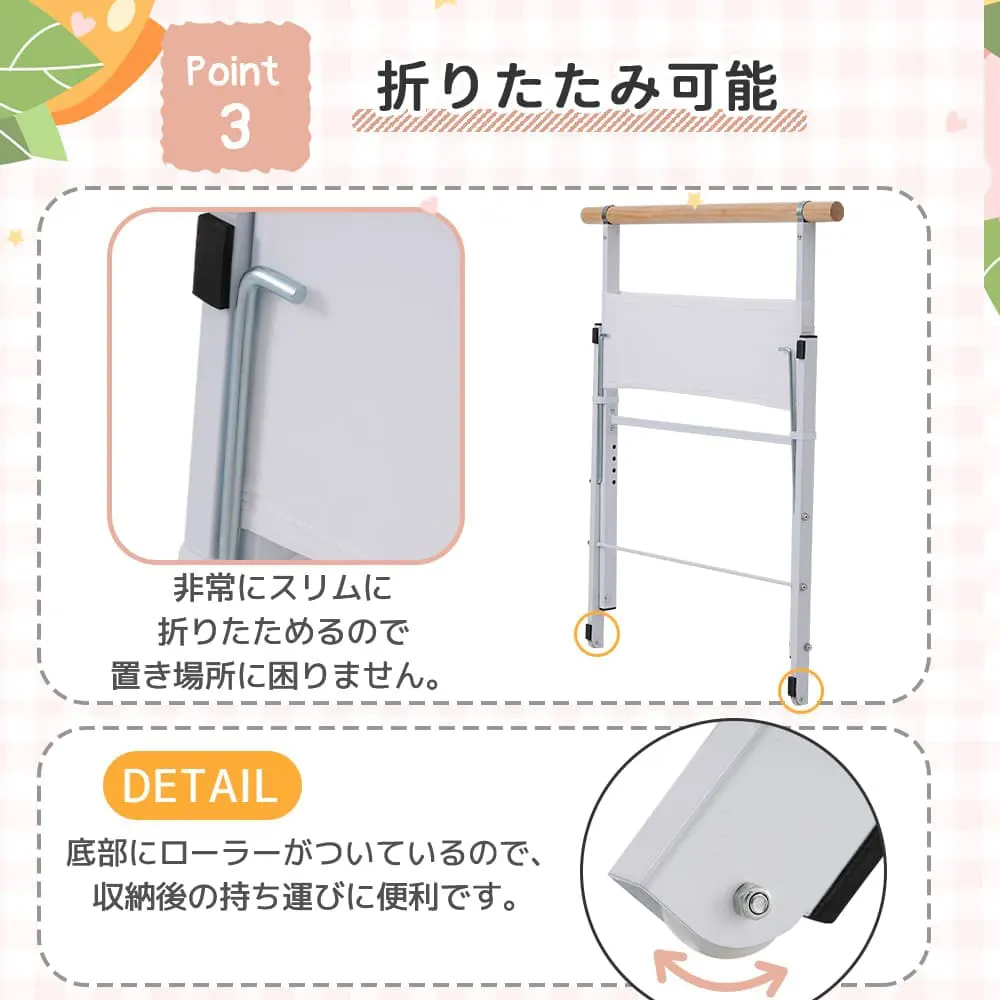 Point
3
折りたたみ可能
非常にスリムに
折りたためるので
置き場所に困りません。
DETAIL
底部にローラーがついているので、
収納後の持ち運びに便利です。